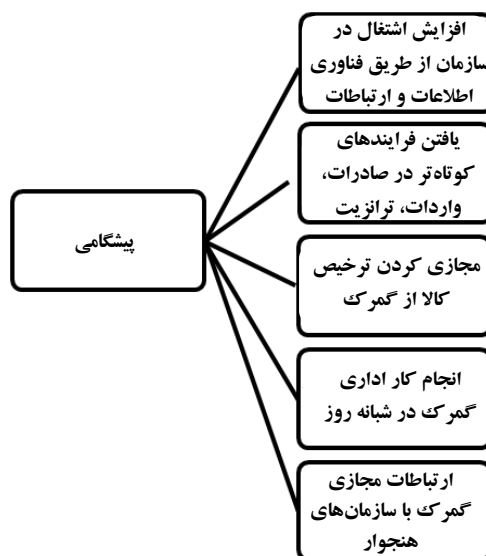 افزایش اشتغال در
سازمان از طریق فناوری
اطلاعات و ارتباطات
یافتن فرایندهای
کوتاه‌تر در صادرات،
واردات، ترانزیت
پیشگامی
مجازی کردن ترخیص
کالا از گمرک
انجام کار اداری
گمرک در شبانه روز
ارتباطات مجازی
گمرک با سازمان‌های
هنجوار